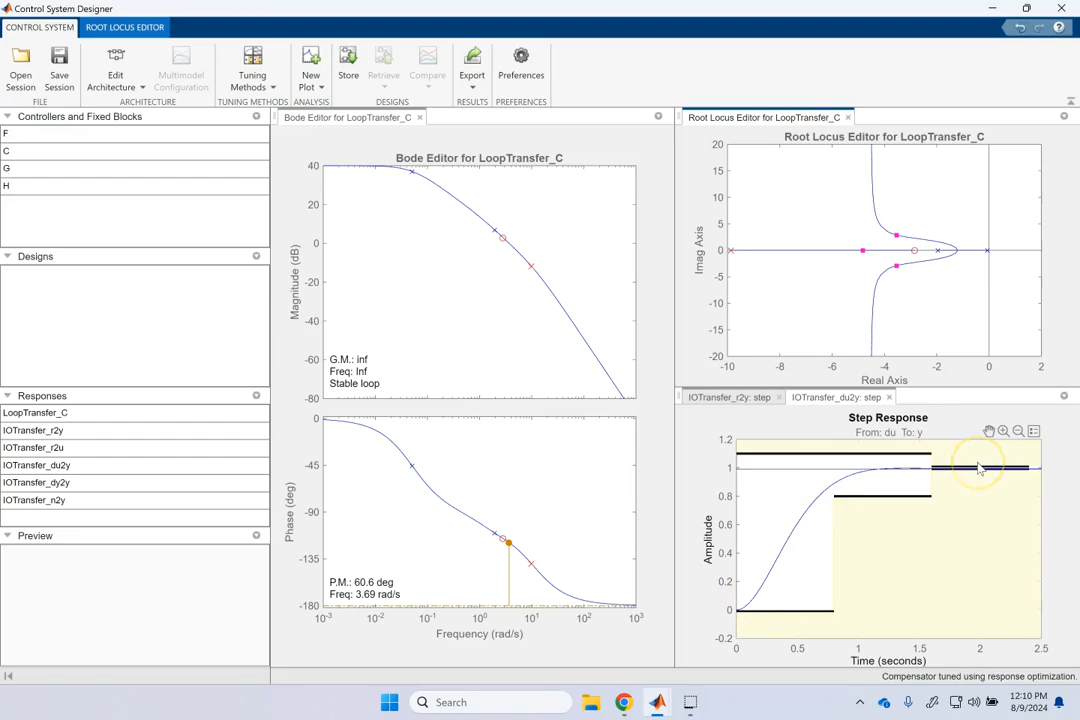 Control System Designer
CONTROL SYSTEM
ROOT LOCUS EDITOR
Open Session
Save Session
Edit Architecture
Multimodel Configuration
Tuning Methods
New Plot
Store
Retrieve
Compare
Export
Preferences
FILE
ARCHITECTURE
TUNING METHODS
ANALYSIS
DESIGNS
RESULTS
PREFERENCES
Controllers and Fixed Blocks
F
C
G
H
Designs
Responses
LoopTransfer_C
IOTransfer_r2y
IOTransfer_r2u
IOTransfer_du2y
IOTransfer_dy2y
IOTransfer_n2y
Preview
Bode Editor for LoopTransfer_C
Bode Editor for LoopTransfer_C
40
20
0
-20
-40
-60
-80
Magnitude (dB)
G.M.: inf
Freq: Inf
Stable loop
0
-45
-90
-135
-180
Phase (deg)
P.M.: 60.6 deg
Freq: 3.69 rad/s
10^-3
10^-2
10^-1
10^0
10^1
10^2
10^3
Frequency (rad/s)
Root Locus Editor for LoopTransfer_C
Root Locus Editor for LoopTransfer_C
20
15
10
5
0
-5
-10
-15
-20
Imag Axis
-10
-8
-6
-4
-2
0
2
Real Axis
IOTransfer_r2y: step
IOTransfer_du2y: step
Step Response
From: du To: y
1.2
1
0.8
0.6
0.4
0.2
0
-0.2
Amplitude
0
0.5
1
1.5
2
2.5
Time (seconds)
Compensator tuned using response optimization.
Search
12:10 PM
8/9/2024